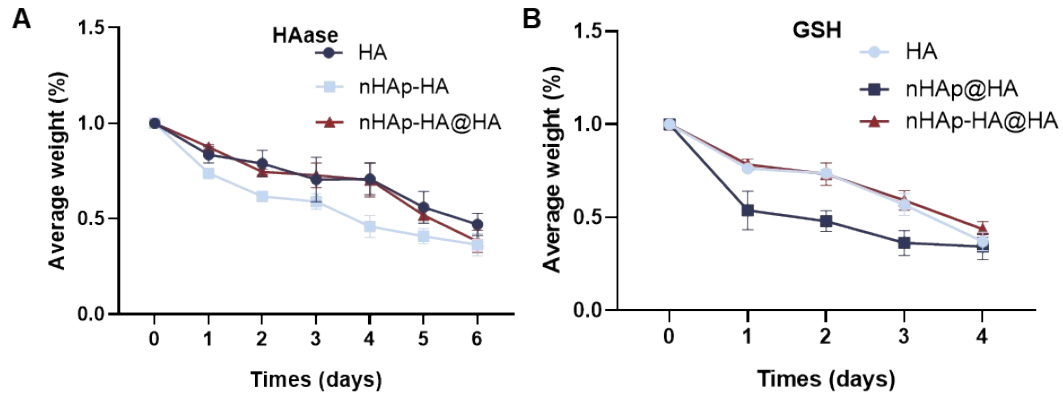 A
HAase
HA
nHAp-HA
nHAp-HA@HA
Average weight (%)
1.5
1.0
0.5
0.0
0 1 2 3 4 5 6
Times (days)
B
GSH
HA
nHAp@HA
nHAp-HA@HA
Average weight (%)
1.5
1.0
0.5
0.0
0 1 2 3 4
Times (days)